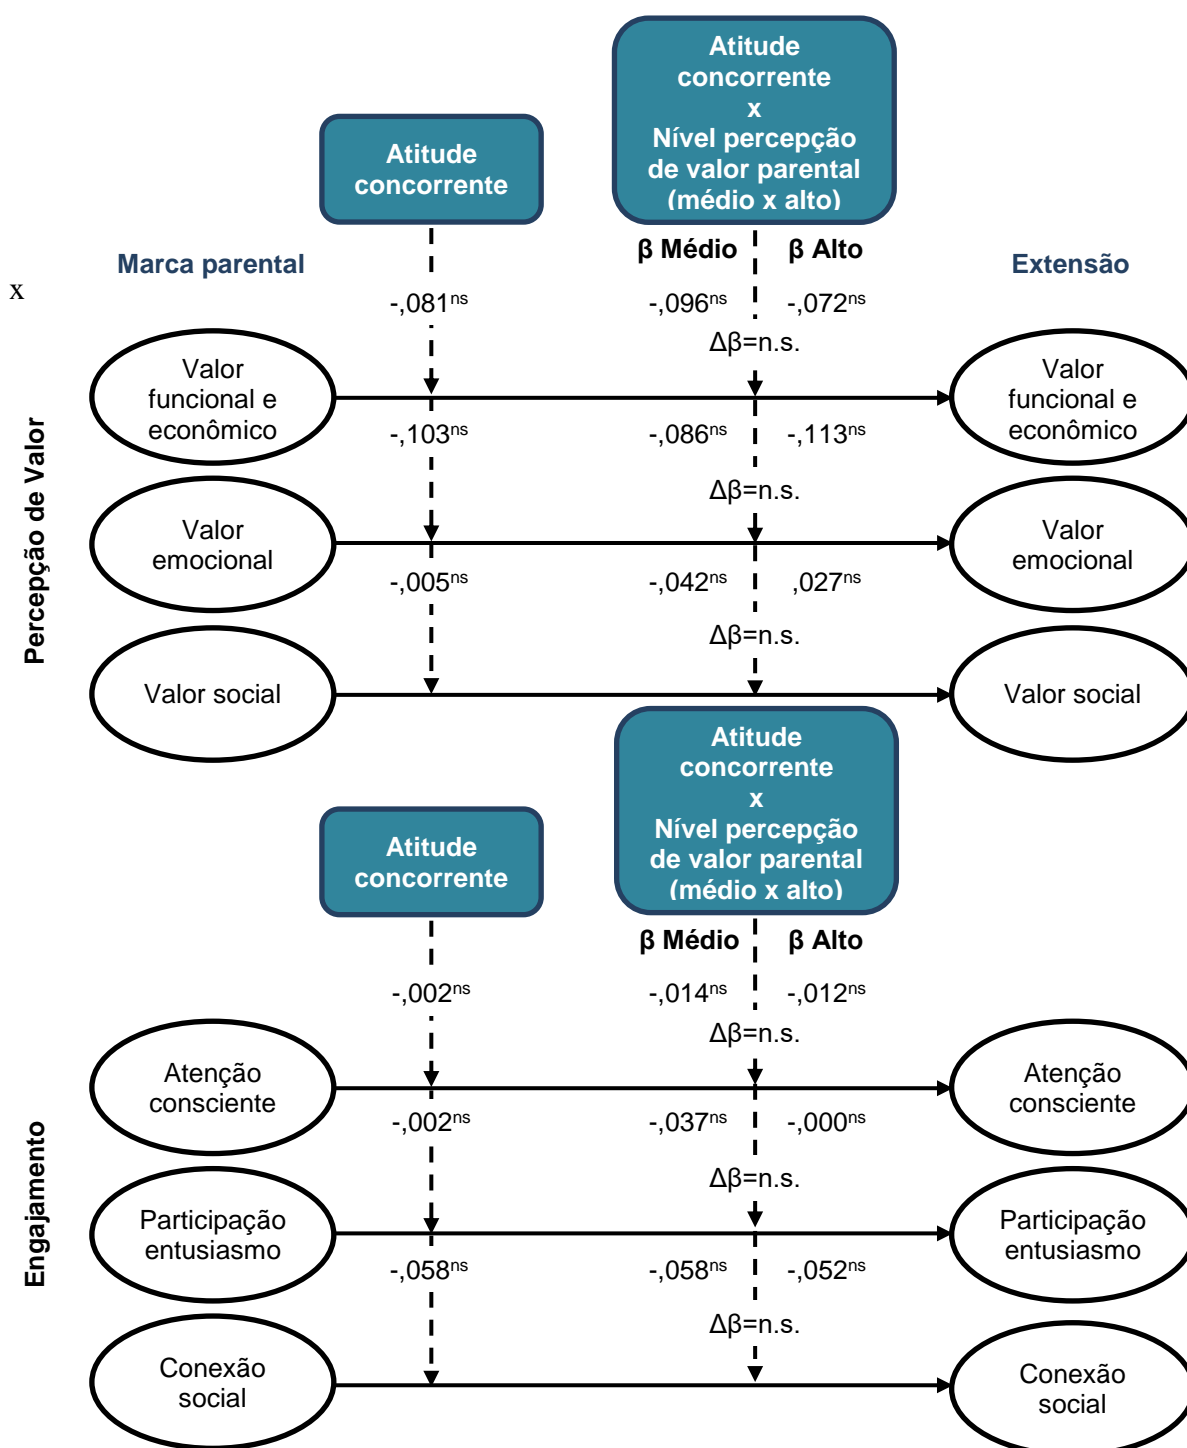 Atitude
concorrente
x
Nível percepção
de valor parental
(médio x alto)
Atitude
concorrente
β Médio β Alto
Marca parental
Extensão
x
-,081ns -,096ns -,072ns
Δβ=n.s.
Valor
funcional e
econômico
Valor
funcional e
econômico
-,103ns -,086ns -,113ns
Δβ=n.s.
Percepção de Valor
Valor
emocional
Valor
emocional
-,005ns -,042ns ,027ns
Δβ=n.s.
Valor social
Valor social
Atitude
concorrente
x
Nível percepção
de valor parental
(médio x alto)
Atitude
concorrente
β Médio β Alto
-,002ns -,014ns -,012ns
Δβ=n.s.
Atenção
consciente
Atenção
consciente
-,002ns -,037ns -,000ns
Δβ=n.s.
Engajamento
Participação
entusiasmo
Participação
entusiasmo
-,058ns -,058ns -,052ns
Δβ=n.s.
Conexão
social
Conexão
social